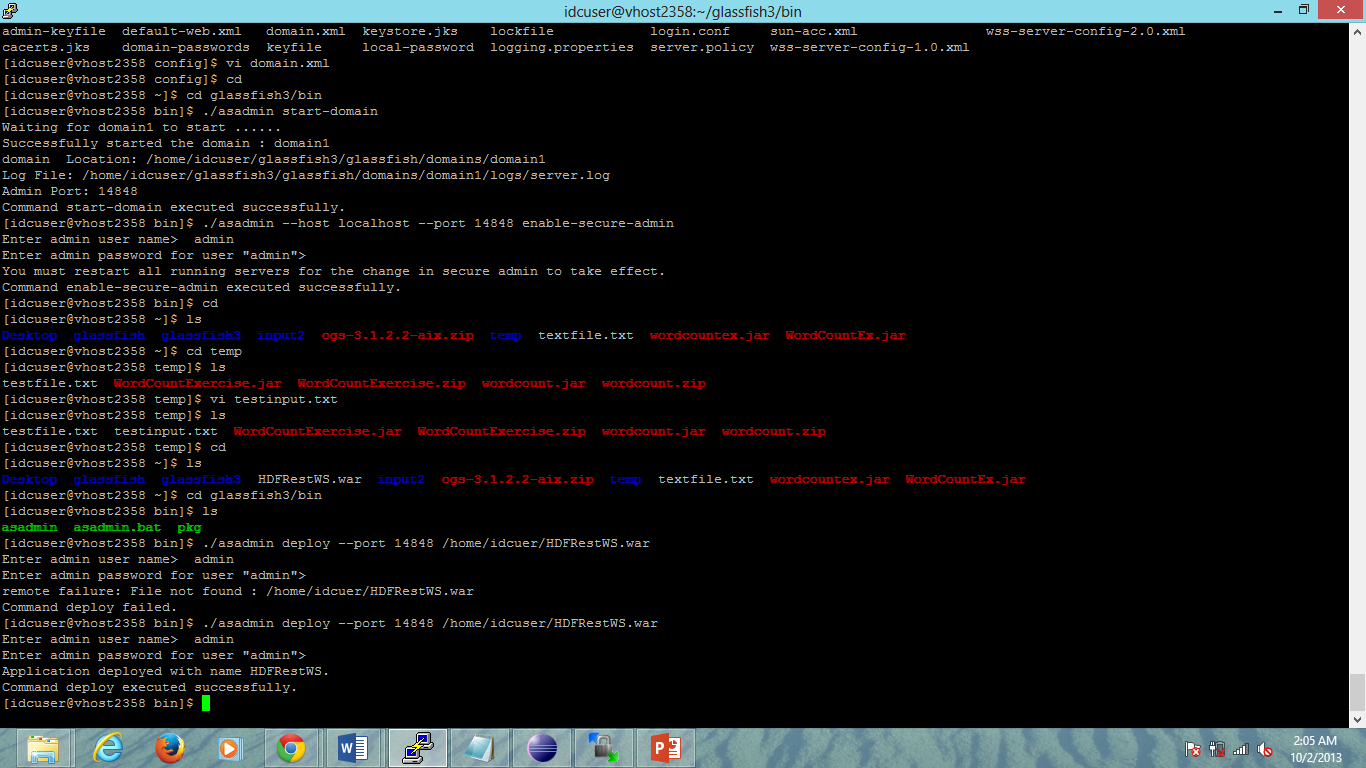 idcuser@vhost2358:~/glassfish3/bin
admin-keyfile  default-web.xml   domain.xml  keystore.jks    lockfile            login.conf     sun-acc.xml                wss-server-config-2.0.xml
cacerts.jks    domain-passwords  keyfile     local-password  logging.properties  server.policy  wss-server-config-1.0.xml
[idcuser@vhost2358 config]$ vi domain.xml
[idcuser@vhost2358 config]$ cd
[idcuser@vhost2358 ~]$ cd glassfish3/bin
[idcuser@vhost2358 bin]$ ./asadmin start-domain
Waiting for domain1 to start ......
Successfully started the domain : domain1
domain  Location: /home/idcuser/glassfish3/glassfish/domains/domain1
Log File: /home/idcuser/glassfish3/glassfish/domains/domain1/logs/server.log
Admin Port: 14848
Command start-domain executed successfully.
[idcuser@vhost2358 bin]$ ./asadmin --host localhost --port 14848 enable-secure-admin
Enter admin user name>  admin
Enter admin password for user "admin">
You must restart all running servers for the change in secure admin to take effect.
Command enable-secure-admin executed successfully.
[idcuser@vhost2358 bin]$ cd
[idcuser@vhost2358 ~]$ ls
Desktop  glassfish  glassfish3  input2  ogs-3.1.2.2-aix.zip  temp  textfile.txt  wordcountex.jar  WordCountEx.jar
[idcuser@vhost2358 ~]$ cd temp
[idcuser@vhost2358 temp]$ ls
testfile.txt  WordCountExercise.jar  WordCountExercise.zip  wordcount.jar  wordcount.zip
[idcuser@vhost2358 temp]$ vi testinput.txt
[idcuser@vhost2358 temp]$ ls
testfile.txt  testinput.txt  WordCountExercise.jar  WordCountExercise.zip  wordcount.jar  wordcount.zip
[idcuser@vhost2358 temp]$ cd
[idcuser@vhost2358 ~]$ ls
Desktop  glassfish  glassfish3  HDFRestWS.war  input2  ogs-3.1.2.2-aix.zip  temp  textfile.txt  wordcountex.jar  WordCountEx.jar
[idcuser@vhost2358 ~]$ cd glassfish3/bin
[idcuser@vhost2358 bin]$ ls
asadmin  asadmin.bat  pkg
[idcuser@vhost2358 bin]$ ./asadmin deploy --port 14848 /home/idcuer/HDFRestWS.war
Enter admin user name>  admin
Enter admin password for user "admin">
remote failure: File not found : /home/idcuer/HDFRestWS.war
Command deploy failed.
[idcuser@vhost2358 bin]$ ./asadmin deploy --port 14848 /home/idcuser/HDFRestWS.war
Enter admin user name>  admin
Enter admin password for user "admin">
Application deployed with name HDFRestWS.
Command deploy executed successfully.
[idcuser@vhost2358 bin]$
2:05 AM
10/2/2013